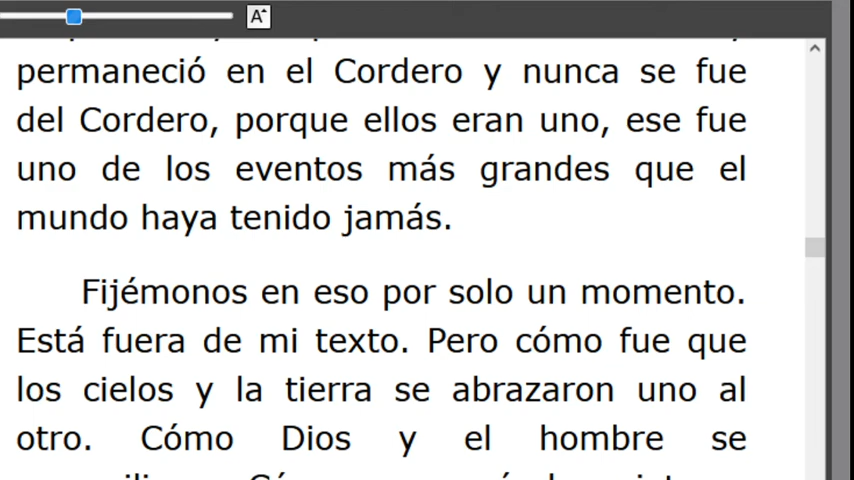 A
permaneció en el Cordero y nunca se fue
del Cordero, porque ellos eran uno, ese fue
uno de los eventos más grandes que el
mundo haya tenido jamás.
Fijémonos en eso por solo un momento.
Está fuera de mi texto. Pero cómo fue que
los cielos y la tierra se abrazaron uno al
otro. Cómo Dios y el hombre se